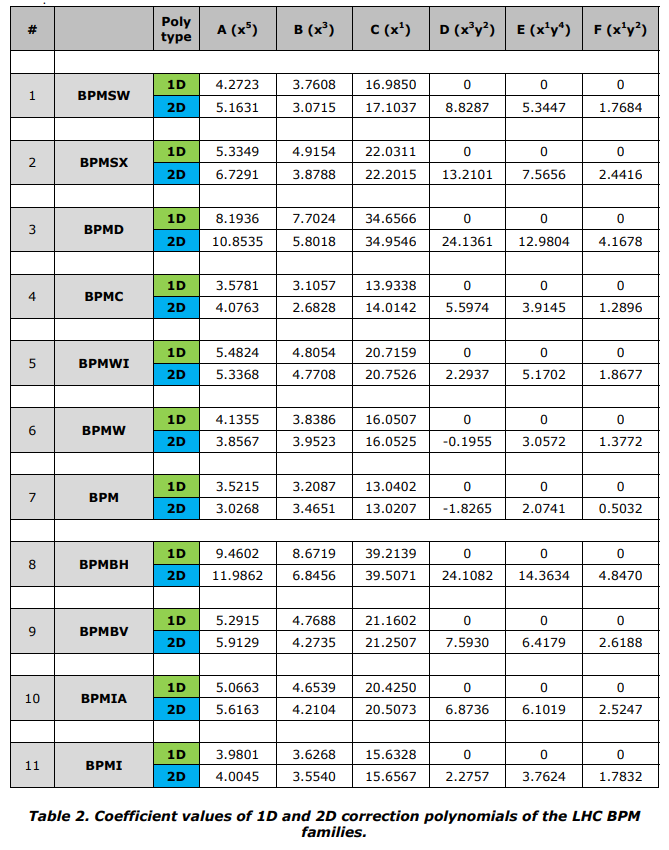 # Poly type A (x⁵) B (x³) C (x¹) D (x³y²) E (x¹y⁴) F (x¹y²)
1 BPMSW 1D 4.2723 3.7608 16.9850 0 0 0
2D 5.1631 3.0715 17.1037 8.8287 5.3447 1.7684
2 BPMSX 1D 5.3349 4.9154 22.0311 0 0 0
2D 6.7291 3.8788 22.2015 13.2101 7.5656 2.4416
3 BPMD 1D 8.1936 7.7024 34.6566 0 0 0
2D 10.8535 5.8018 34.9546 24.1361 12.9804 4.1678
4 BPMC 1D 3.5781 3.1057 13.9338 0 0 0
2D 4.0763 2.6828 14.0142 5.5974 3.9145 1.2896
5 BPMWI 1D 5.4824 4.8054 20.7159 0 0 0
2D 5.3368 4.7708 20.7526 2.2937 5.1702 1.8677
6 BPMW 1D 4.1355 3.8386 16.0507 0 0 0
2D 3.8567 3.9523 16.0525 -0.1955 3.0572 1.3772
7 BPM 1D 3.5215 3.2087 13.0402 0 0 0
2D 3.0268 3.4651 13.0207 -1.8265 2.0741 0.5032
8 BPMBH 1D 9.4602 8.6719 39.2139 0 0 0
2D 11.9862 6.8456 39.5071 24.1082 14.3634 4.8470
9 BPMBV 1D 5.2915 4.7688 21.1602 0 0 0
2D 5.9129 4.2735 21.2507 7.5930 6.4179 2.6188
10 BPMIA 1D 5.0663 4.6539 20.4250 0 0 0
2D 5.6163 4.2104 20.5073 6.8736 6.1019 2.5247
11 BPMI 1D 3.9801 3.6268 15.6328 0 0 0
2D 4.0045 3.5540 15.6567 2.2757 3.7624 1.7832
Table 2. Coefficient values of 1D and 2D correction polynomials of the LHC BPM
families.